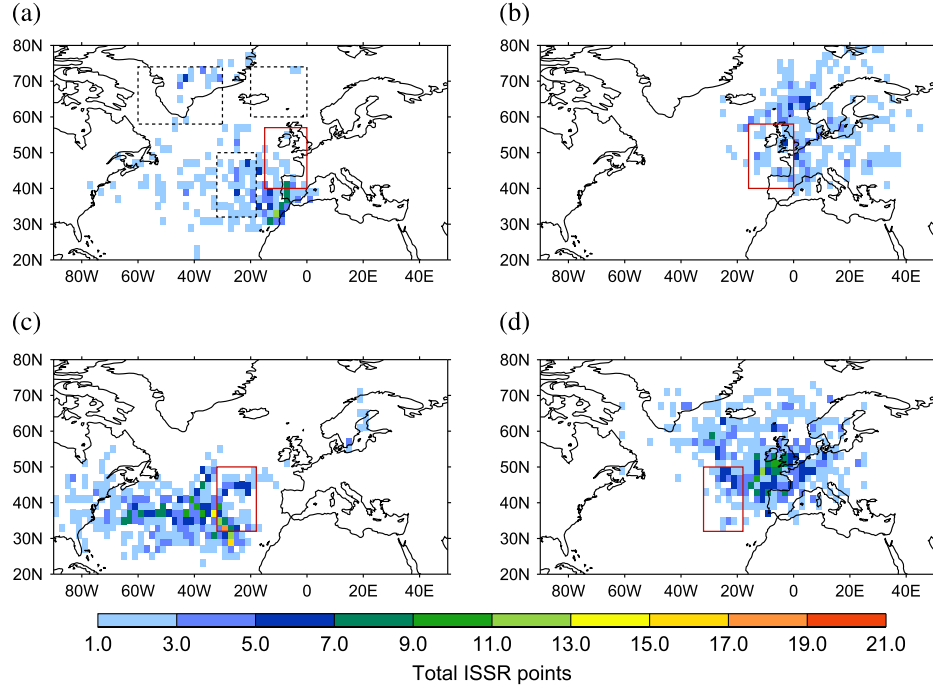 (a)
(b)
80N
70N
60N
50N
40N
30N
20N
80W 60W 40W 20W 0 20E 40E
80N
70N
60N
50N
40N
30N
20N
80W 60W 40W 20W 0 20E 40E
(c)
(d)
80N
70N
60N
50N
40N
30N
20N
80W 60W 40W 20W 0 20E 40E
80N
70N
60N
50N
40N
30N
20N
80W 60W 40W 20W 0 20E 40E
1.0 3.0 5.0 7.0 9.0 11.0 13.0 15.0 17.0 19.0 21.0
Total ISSR points